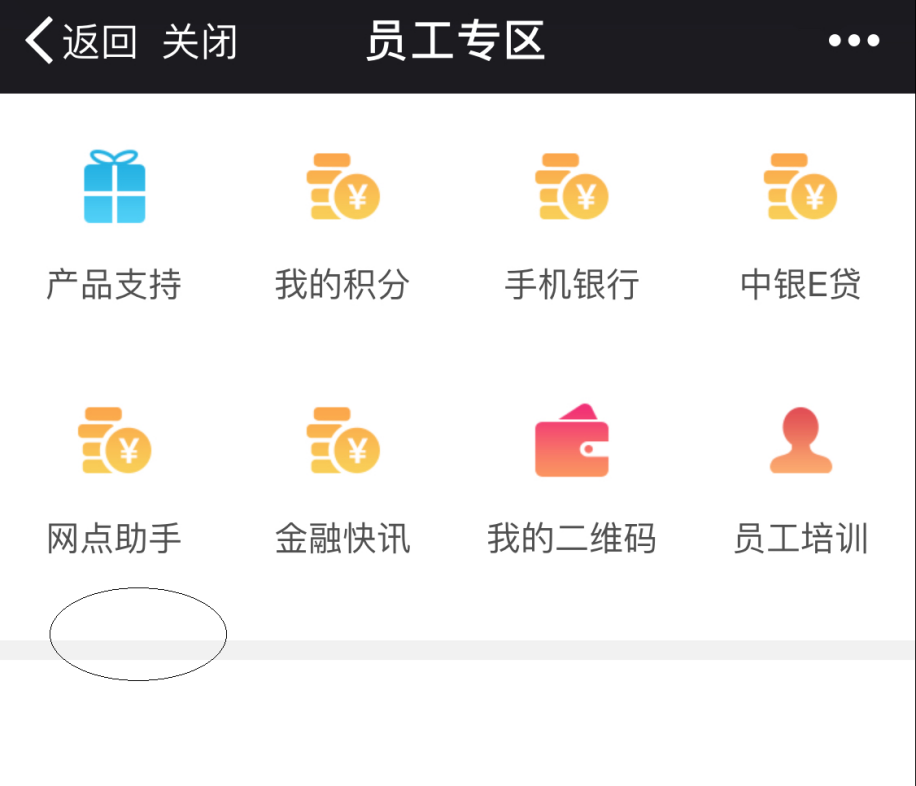 返回 关闭 员工专区
产品支持 我的积分 手机银行 中银E贷
网点助手 金融快讯 我的二维码 员工培训